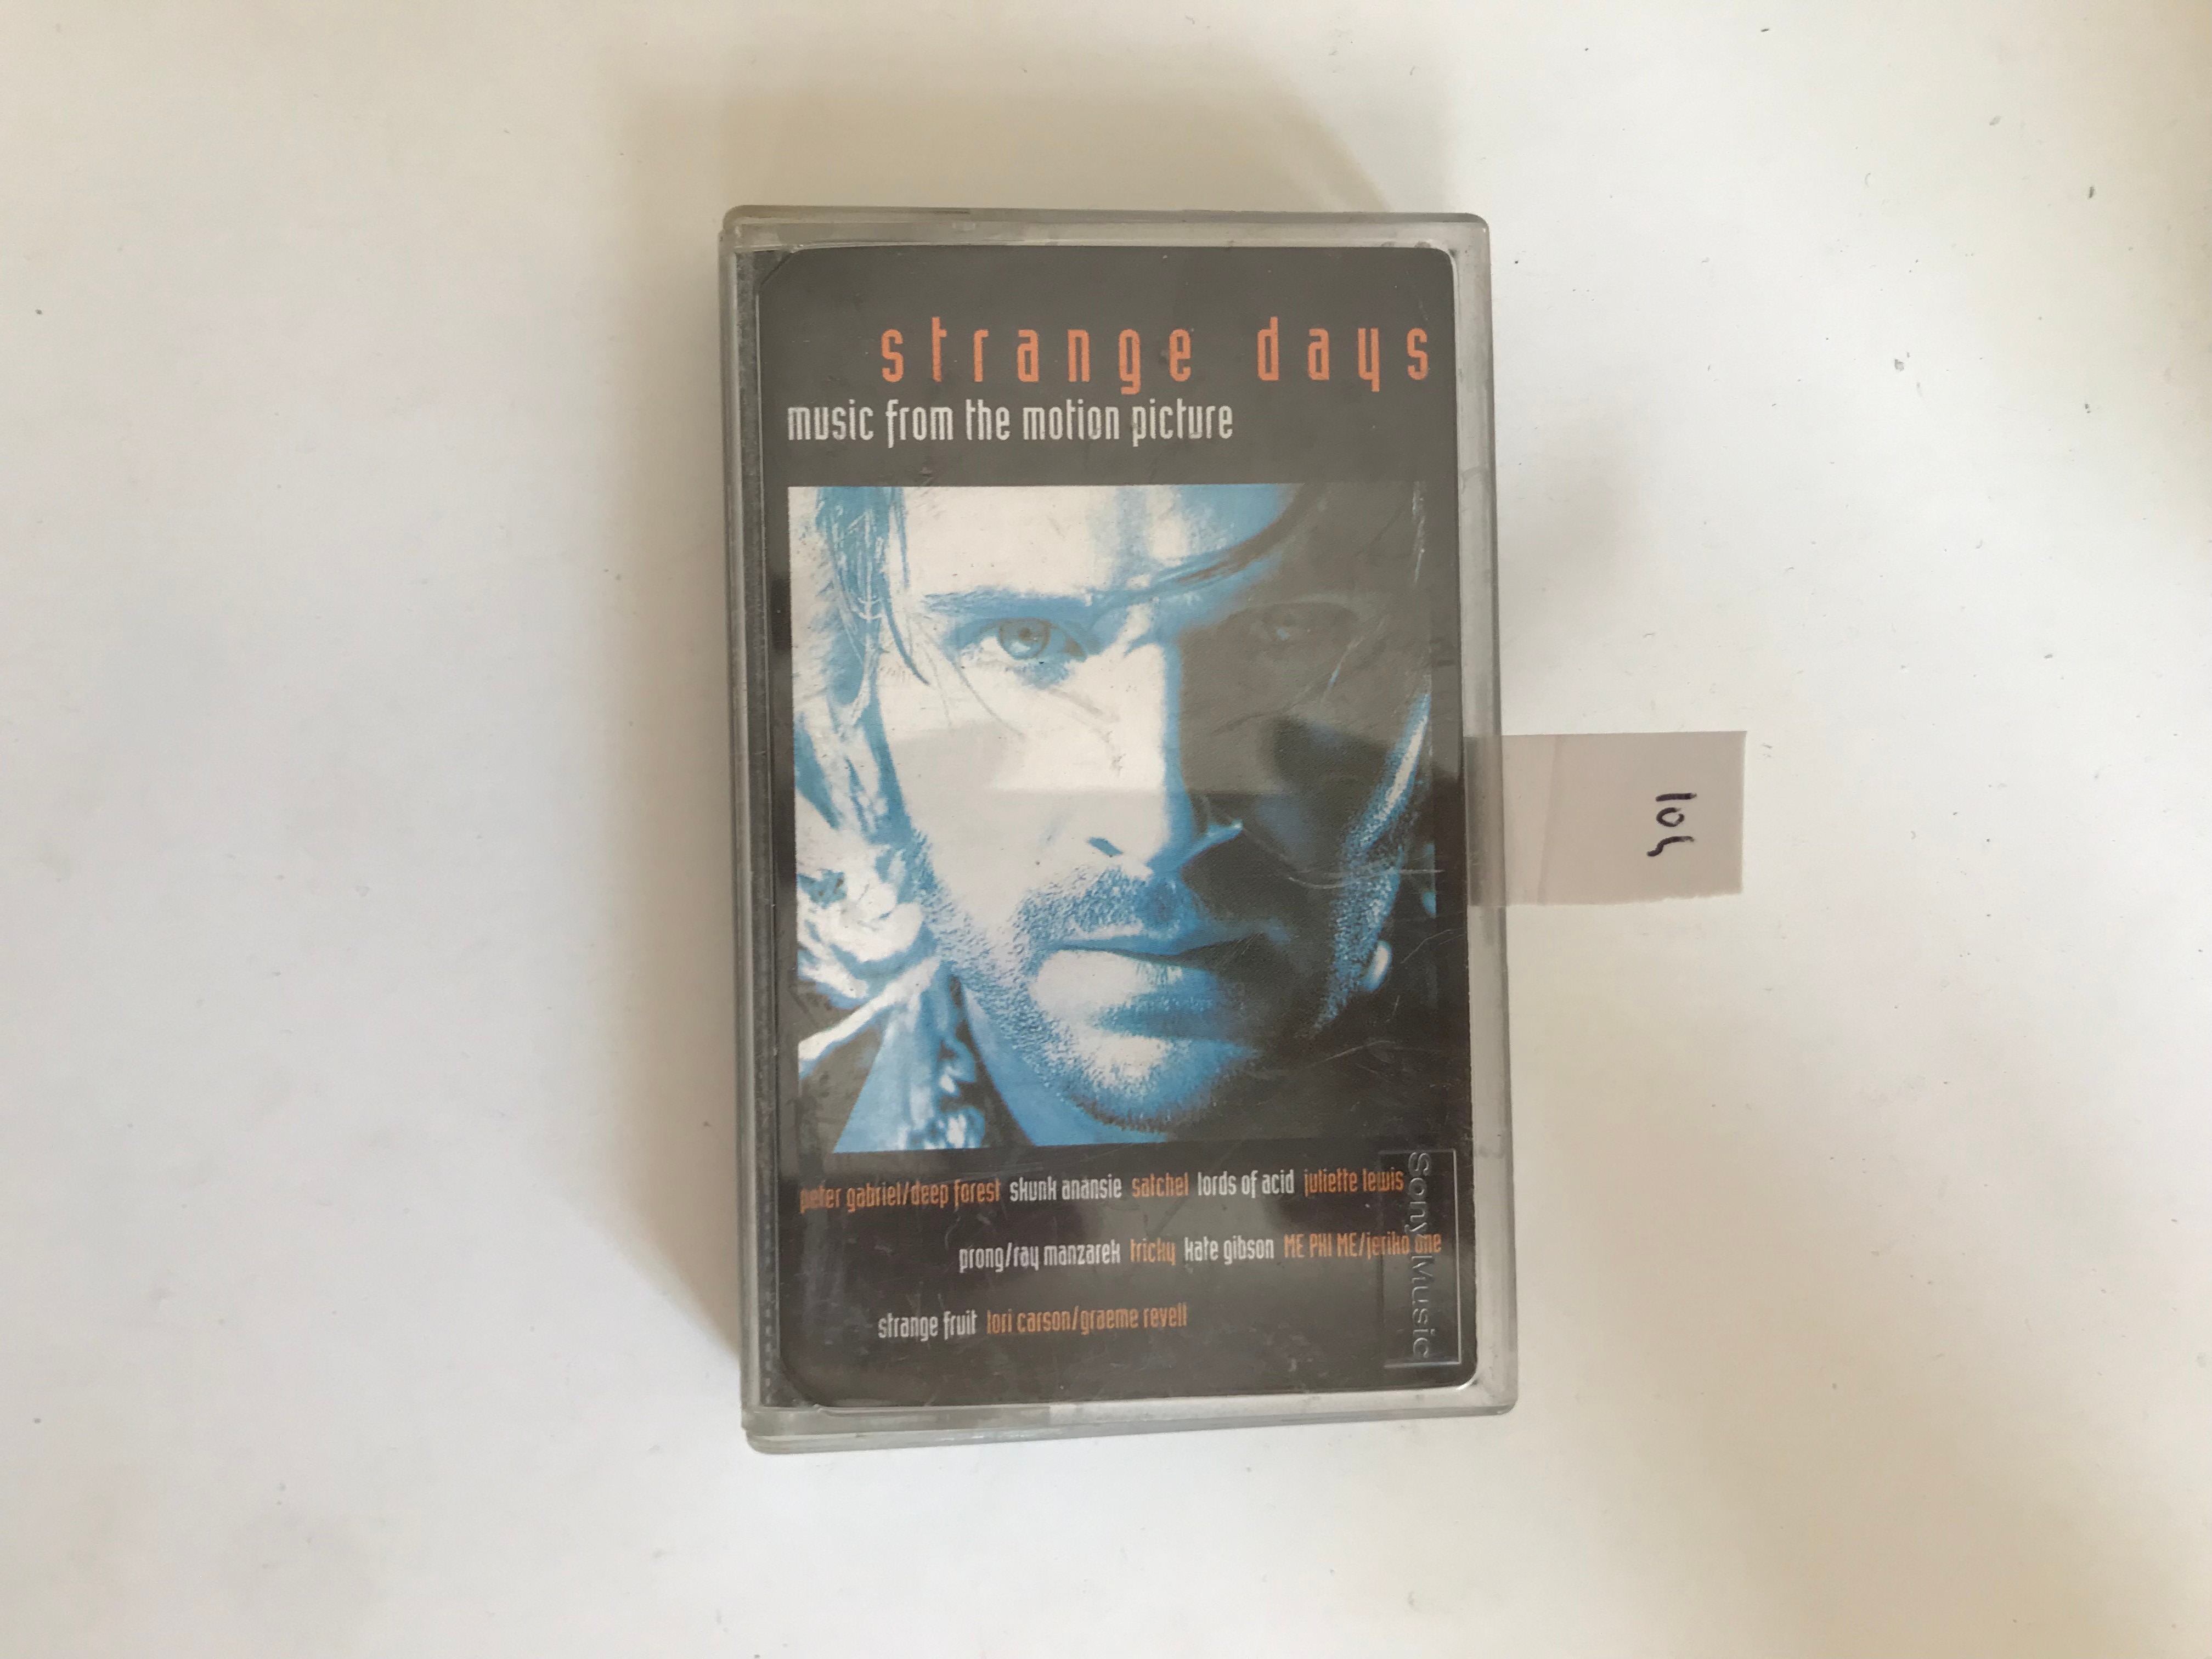 strange days
music from the motion picture
peter gabriel/deep forest skunk anansie satchel lords of acid juliette lewis
prong/ray manzarek tricky kate gibson ME PHI ME/jeriko one
strange fruit lori carson/graeme revell
Sony Music